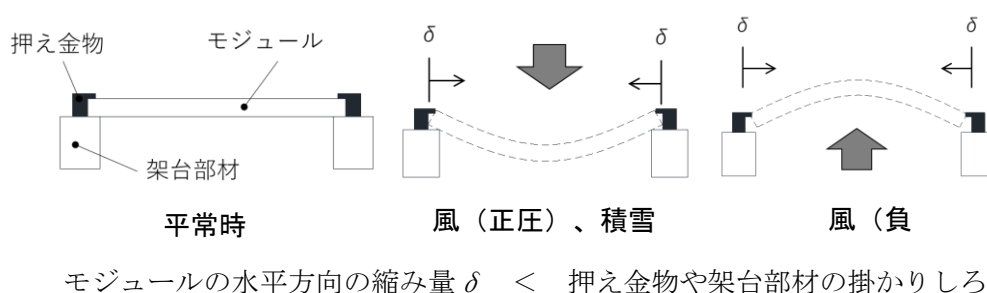 押え金物
モジュール
架台部材
平常時
δ
δ
風（正圧）、積雪
δ
δ
風（負
モジュールの水平方向の縮み量δ ＜ 押え金物や架台部材の掛かりしろ